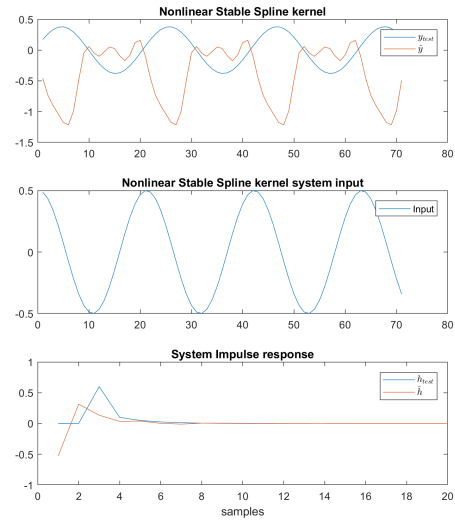 Nonlinear Stable Spline kernel
0.5
0
-0.5
-1
-1.5
y_test
ŷ
0 10 20 30 40 50 60 70 80
Nonlinear Stable Spline kernel system input
0.5
0
-0.5
Input
0 10 20 30 40 50 60 70 80
System Impulse response
1
0.5
0
-0.5
-1
h_test
ĥ
0 2 4 6 8 10 12 14 16 18 20
samples